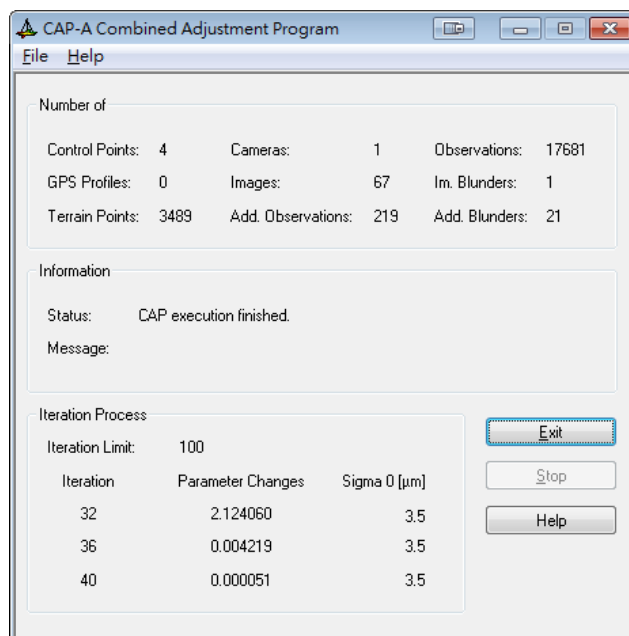 CAP-A Combined Adjustment Program
File Help
Number of
Control Points: 4 Cameras: 1 Observations: 17681
GPS Profiles: 0 Images: 67 Im. Blunders: 1
Terrain Points: 3489 Add. Observations: 219 Add. Blunders: 21
Information
Status: CAP execution finished.
Message:
Iteration Process
Iteration Limit: 100
Iteration Parameter Changes Sigma 0 [µm]
32 2.124060 3.5
36 0.004219 3.5
40 0.000051 3.5
Exit
Stop
Help